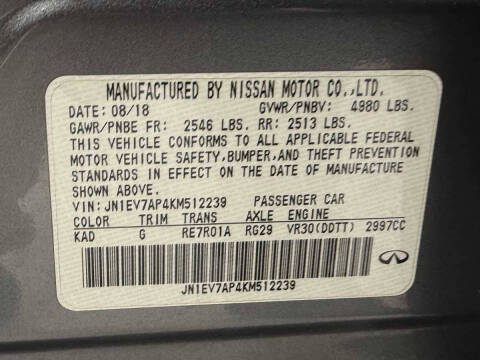 MANUFACTURED BY NISSAN MOTOR CO.,LTD.
DATE: 08/18 GVWR/PNBV: 4980 LBS.
GAWR/PNBE FR: 2546 LBS. RR: 2513 LBS.
THIS VEHICLE CONFORMS TO ALL APPLICABLE FEDERAL
MOTOR VEHICLE SAFETY, BUMPER, AND THEFT PREVENTION
STANDARDS IN EFFECT ON THE DATE OF MANUFACTURE
SHOWN ABOVE
VIN: JN1EV7AP4KM512239 PASSENGER CAR
COLOR TRIM TRANS AXLE ENGINE
KAD G RE7R01A RG29 VR30(DDTT) 2997CC
JN1EV7AP4KM512239